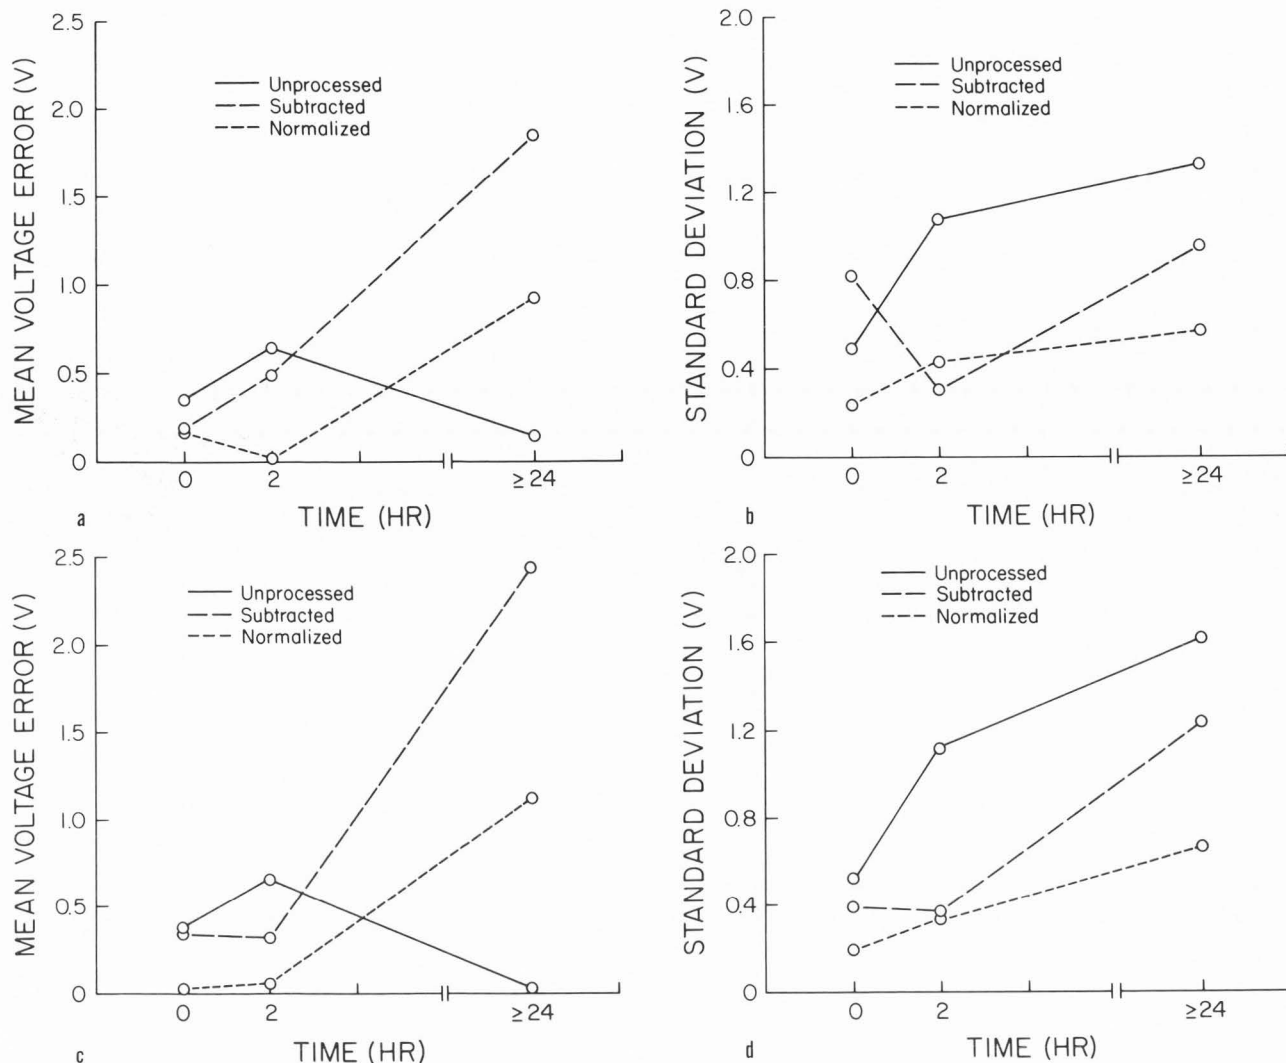 MEAN VOLTAGE ERROR (V)
2.5
2.0
1.5
1.0
0.5
0
Unprocessed
Subtracted
Normalized
0
2
≥24
TIME (HR)
a
STANDARD DEVIATION (V)
2.0
1.6
1.2
0.8
0.4
0
Unprocessed
Subtracted
Normalized
0
2
≥24
TIME (HR)
b
MEAN VOLTAGE ERROR (V)
2.5
2.0
1.5
1.0
0.5
0
Unprocessed
Subtracted
Normalized
0
2
≥24
TIME (HR)
c
STANDARD DEVIATION (V)
2.0
1.6
1.2
0.8
0.4
0
Unprocessed
Subtracted
Normalized
0
2
≥24
TIME (HR)
d